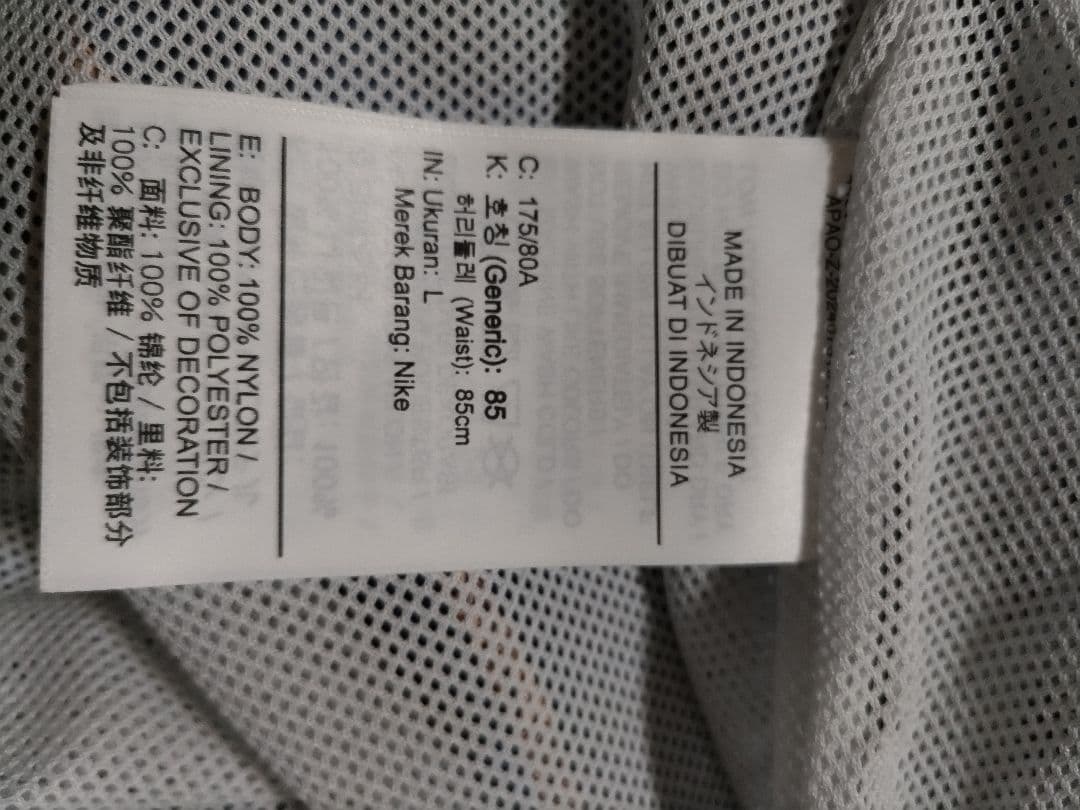 MADE IN INDONESIA
インドネシア製
DIBUAT DI INDONESIA
C: 175/80A
K: 호칭 (Generic): 85
허리둘레 (Waist): 85cm
IN: Ukuran: L
Merek Barang: Nike
E: BODY: 100% NYLON /
LINING: 100% POLYESTER /
EXCLUSIVE OF DECORATION
C: 面料: 100% 锦纶 / 里料:
100% 聚酯纤维 / 不包括装饰部分
及非纤维物质